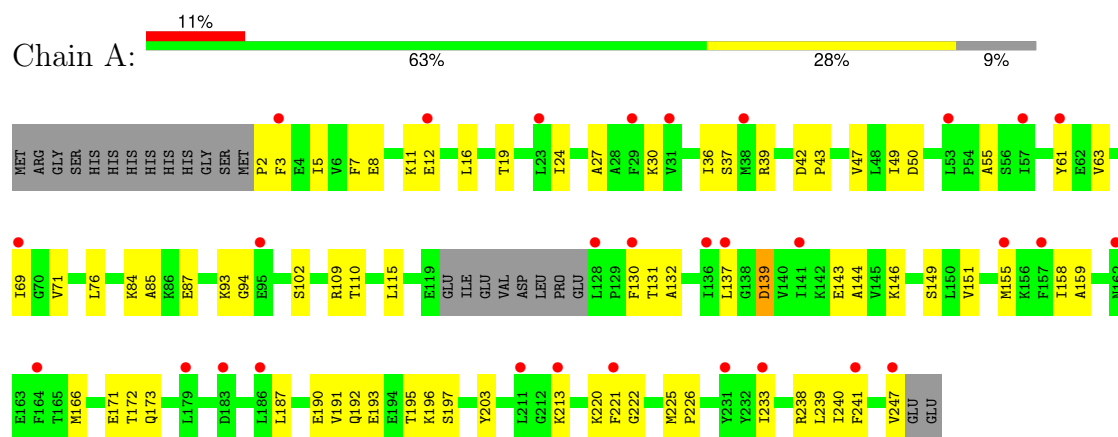 11%
Chain A:
63% 28% 9%
MET ARG GLY SER HIS HIS HIS HIS HIS HIS GLY SER MET P2 F3 E4 I5 V6 F7 E8 K11 E12 L16 T19 L23 I24 A27 A28 F29 K30 V31 I36 S37 M38 R39 D42 P43 V47 L48 I49 D50 L53 P54 A55 S56 I57 Y61 E62 V63
I69 G70 V71 L76 K84 A85 K86 E87 K93 G94 E95 S102 R109 T110 L115 E119 GLU ILE GLU VAL ASP LEU PRO GLU L128 P129 F130 T131 A132 I136 L137 G138 D139 V140 I141 K142 E143 A144 V145 K146 S149 L150 V151 M155 K156 F157 I158 A159 N162
E163 F164 T165 M166 E171 T172 Q173 L179 D183 L186 L187 E190 V191 Q192 E193 E194 T195 K196 S197 Y203 L211 G212 K213 K220 F221 G222 M225 P226 Y231 Y232 I233 R238 L239 I240 F241 V247 GLU GLU